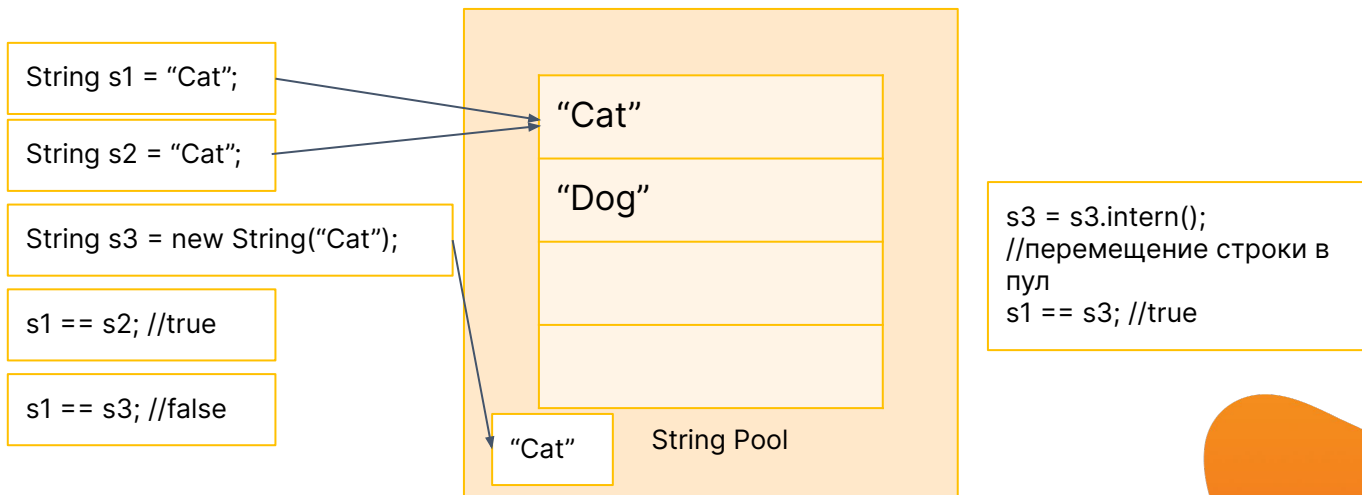 String s1 = “Cat”;
String s2 = “Cat”;
String s3 = new String(“Cat”);
s1 == s2; //true
s1 == s3; //false
“Cat”
“Dog”
“Cat”
String Pool
s3 = s3.intern();
//перемещение строки в
пул
s1 == s3; //true